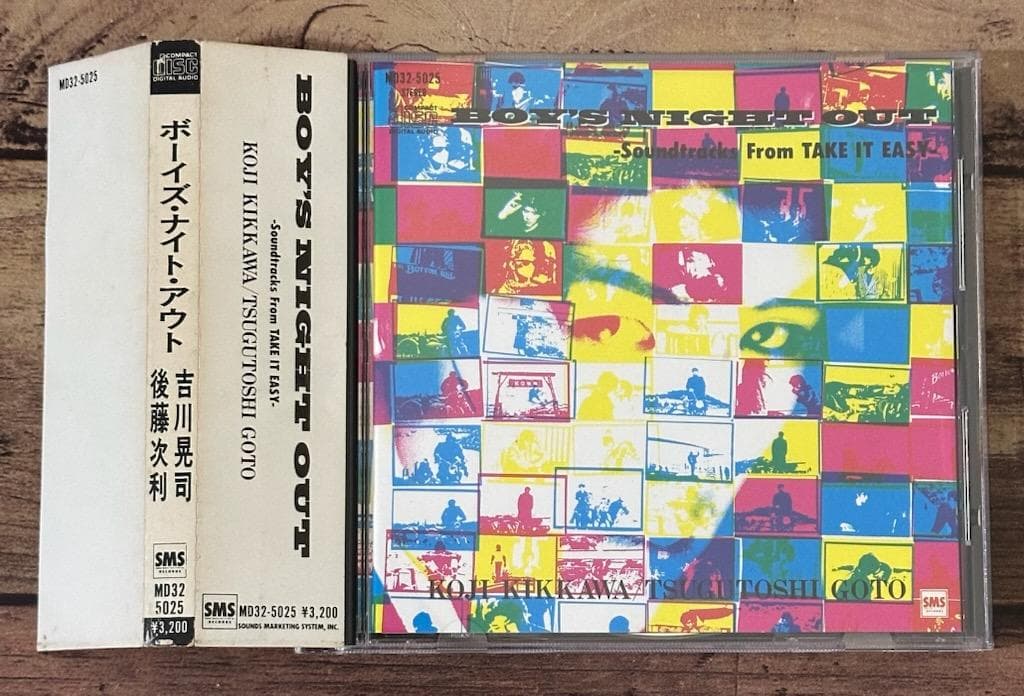 MD32-5025
COMPACT
DISC
DIGITAL AUDIO
ボーイズ・ナイト・アウト
吉川晃司
後藤次利
SMS
RECORDS
MD32
5025
¥3,200
BOY'S NIGHT OUT
-Soundtracks From TAKE IT EASY-
KOJI KIKKAWA/TSUGUTOSHI GOTO
SMS
RECORDS
MD32-5025 ¥3,200
SOUNDS MARKETING SYSTEM, INC.
MD32-5025
STEREO
COMPACT
DISC
DIGITAL AUDIO
BOY'S NIGHT OUT
-Soundtracks From TAKE IT EASY-
KOJI KIKKAWA/TSUGUTOSHI GOTO
SMS
RECORDS